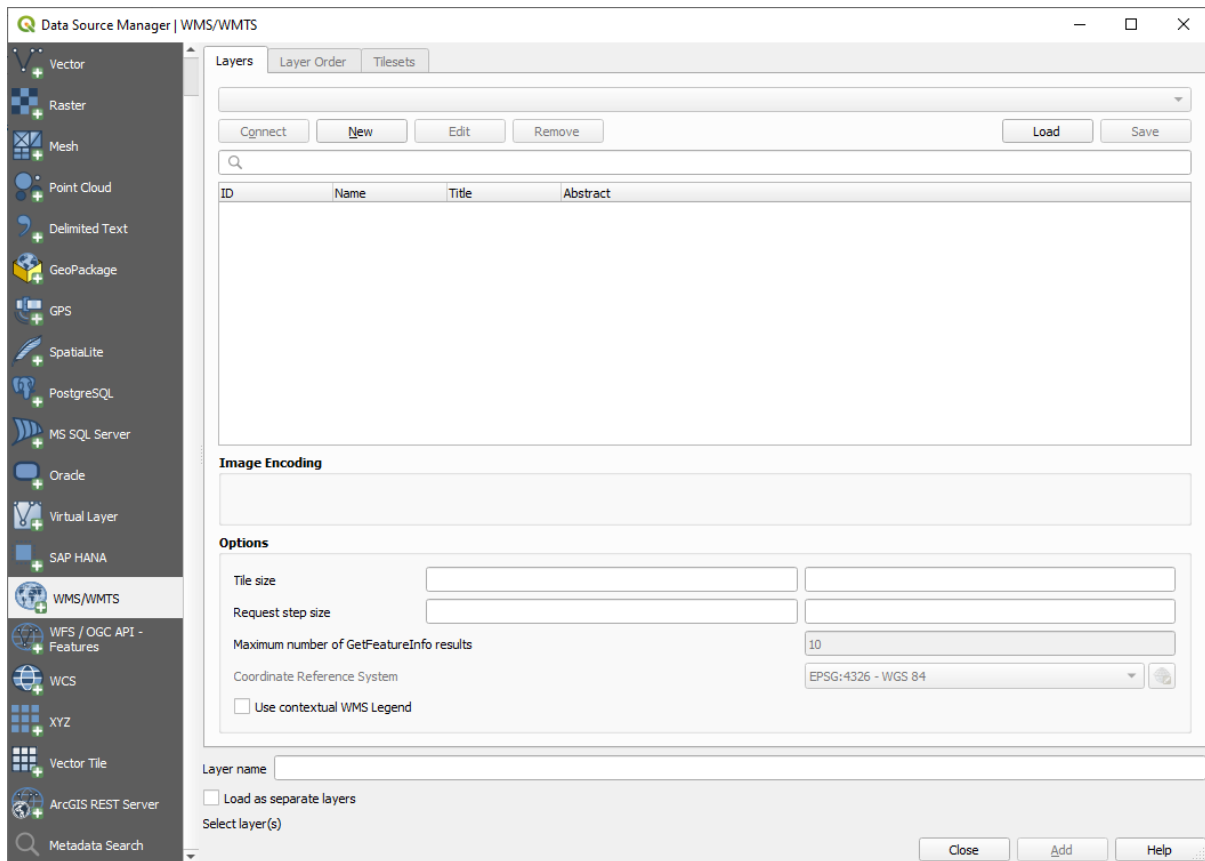 Data Source Manager | WMS/WMTS
Vector
Raster
Mesh
Point Cloud
Delimited Text
GeoPackage
GPS
SpatiaLite
PostgreSQL
MS SQL Server
Oracle
Virtual Layer
SAP HANA
WMS/WMTS
WFS / OGC API -
Features
WCS
XYZ
Vector Tile
ArcGIS REST Server
Metadata Search
Layers Layer Order Tilesets
Connect New Edit Remove Load Save
ID Name Title Abstract
Image Encoding
Options
Tile size
Request step size
Maximum number of GetFeatureInfo results 10
Coordinate Reference System EPSG:4326 - WGS 84
Use contextual WMS Legend
Layer name
Load as separate layers
Select layer(s)
Close Add Help